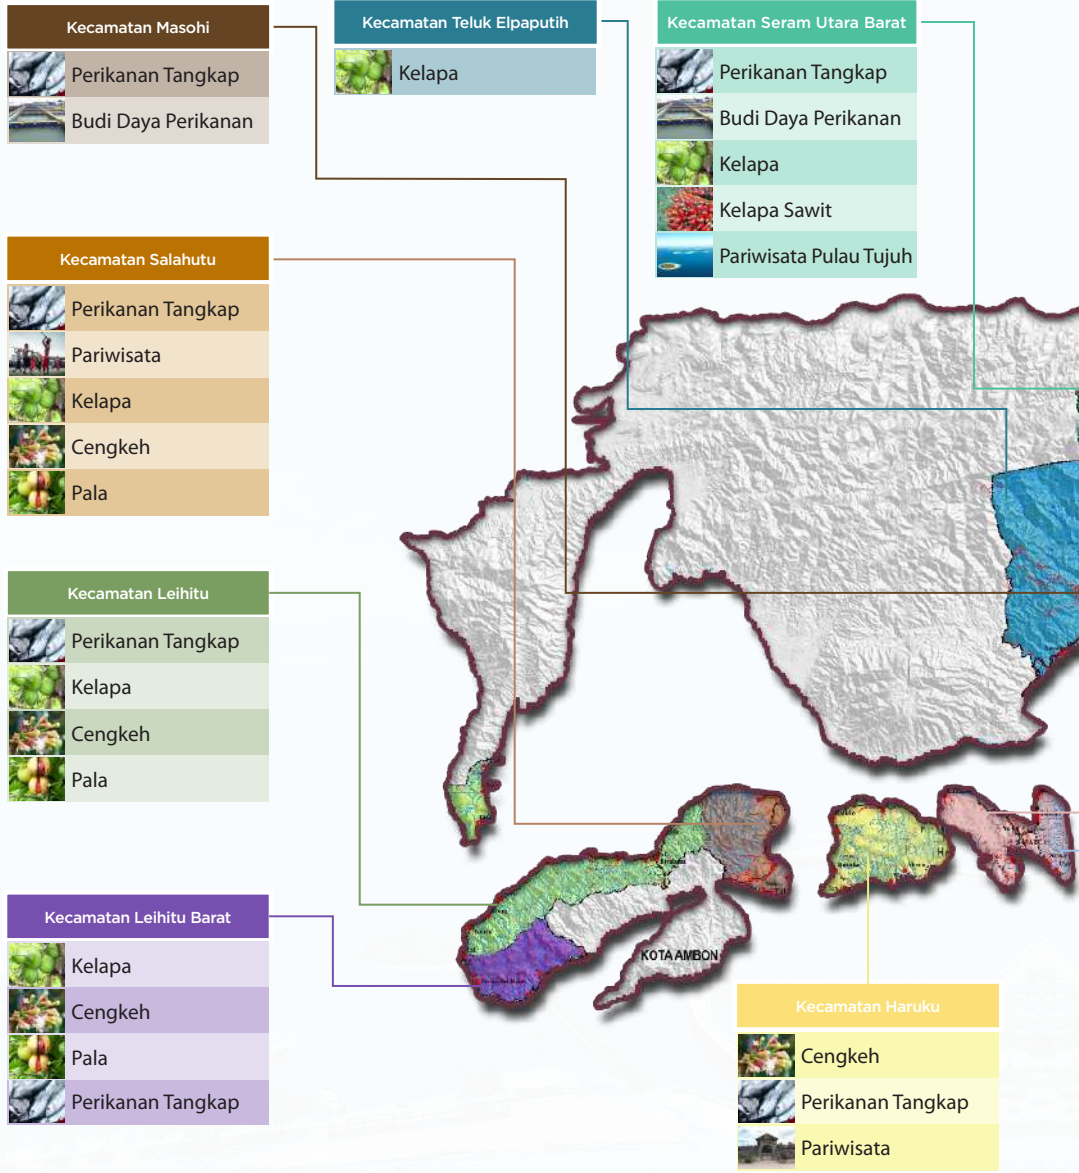 Kecamatan Masohi
Perikanan Tangkap
Budi Daya Perikanan
Kecamatan Teluk Elpaputih
Kelapa
Kecamatan Seram Utara Barat
Perikanan Tangkap
Budi Daya Perikanan
Kelapa
Kelapa Sawit
Pariwisata Pulau Tujuh
Kecamatan Salahutu
Perikanan Tangkap
Pariwisata
Kelapa
Cengkeh
Pala
Kecamatan Leihitu
Perikanan Tangkap
Kelapa
Cengkeh
Pala
Kecamatan Leihitu Barat
Kelapa
Cengkeh
Pala
Perikanan Tangkap
KOTA AMBON
Kecamatan Haruku
Cengkeh
Perikanan Tangkap
Pariwisata